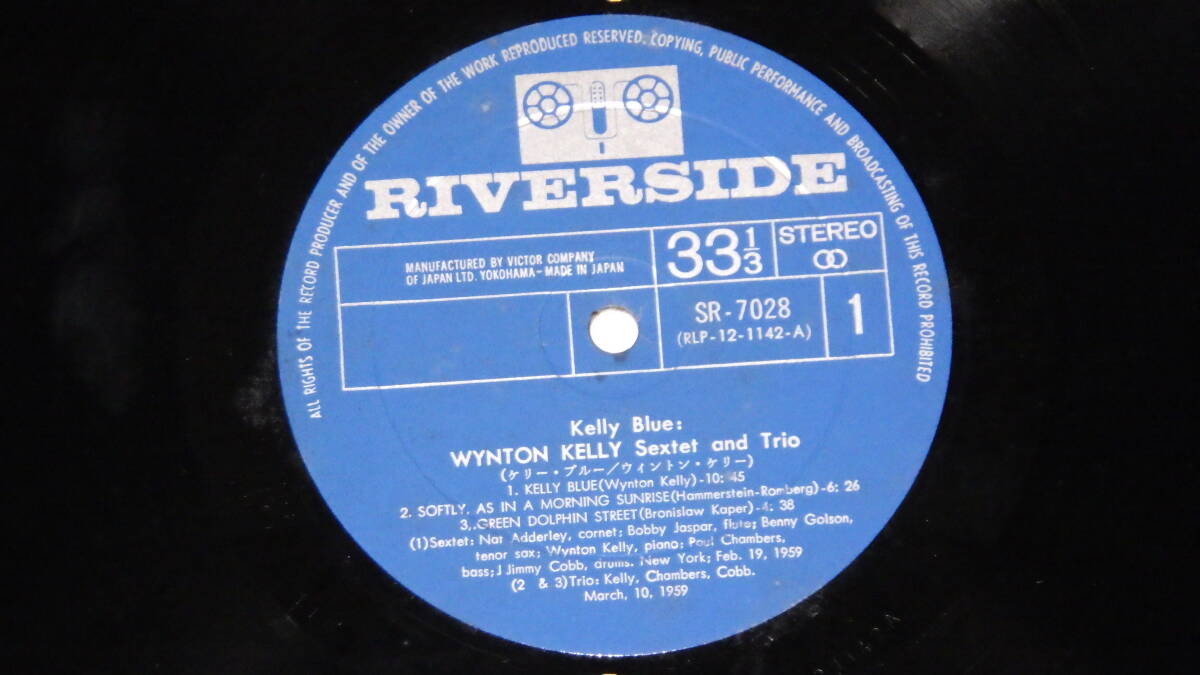 ALL RIGHTS OF THE RECORD PRODUCER AND OF THE OWNER OF THE WORK REPRODUCED RESERVED. COPYING, PUBLIC PERFORMANCE AND BROADCASTING OF THIS RECORD PROHIBITED
RIVERSIDE
MANUFACTURED BY VICTOR COMPANY
OF JAPAN LTD. YOKOHAMA-MADE IN JAPAN
33 1/3
STEREO
SR-7028
(RLP-12-1142-A)
1
Kelly Blue:
WYNTON KELLY Sextet and Trio
(ケリー・ブルー/ウィントン・ケリー)
1. KELLY BLUE(Wynton Kelly)-10: 45
2. SOFTLY, AS IN A MORNING SUNRISE(Hammerstein-Romberg)-6: 26
3,.GREEN DOLPHIN STREET(Bronislaw Kaper)-4: 38
(1)Sextet: Nat Adderley, cornet; Bobby Jaspar, flute; Benny Golson,
tenor sax; Wynton Kelly, piano; Paul Chambers,
bass;J Jimmy Cobb, drums. New York; Feb. 19, 1959
(2 & 3)Trio: Kelly, Chambers, Cobb.
March, 10, 1959